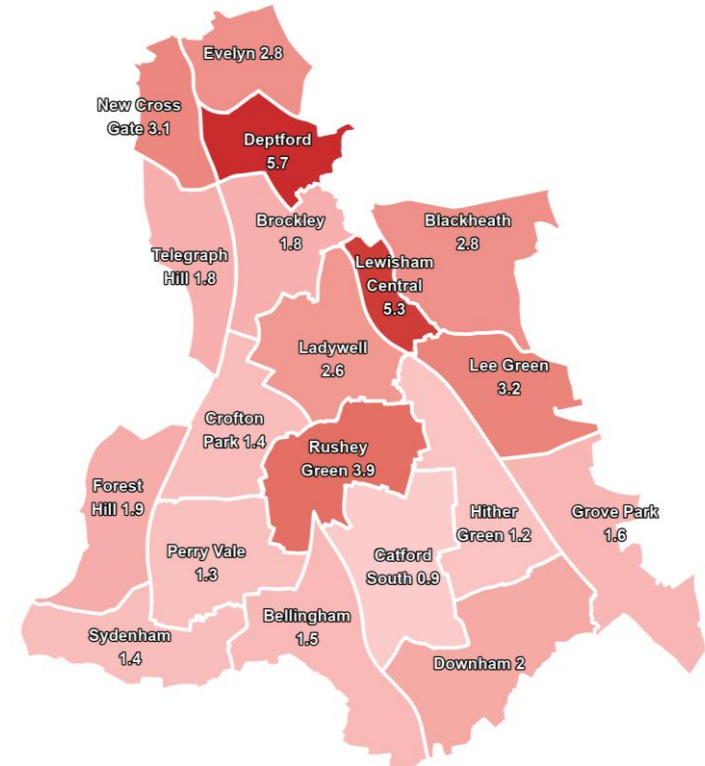 Evelyn 2.8
New Cross
Gate 3.1
Deptford
5.7
Brockley
1.8
Blackheath
2.8
Telegraph
Hill 1.8
Lewisham
Central
5.3
Ladywell
2.6
Lee Green
3.2
Crofton
Park 1.4
Rushey
Green 3.9
Forest
Hill 1.9
Hither
Green 1.2
Grove Park
1.6
Perry Vale
1.3
Catford
South 0.9
Bellingham
1.5
Sydenham
1.4
Downham 2